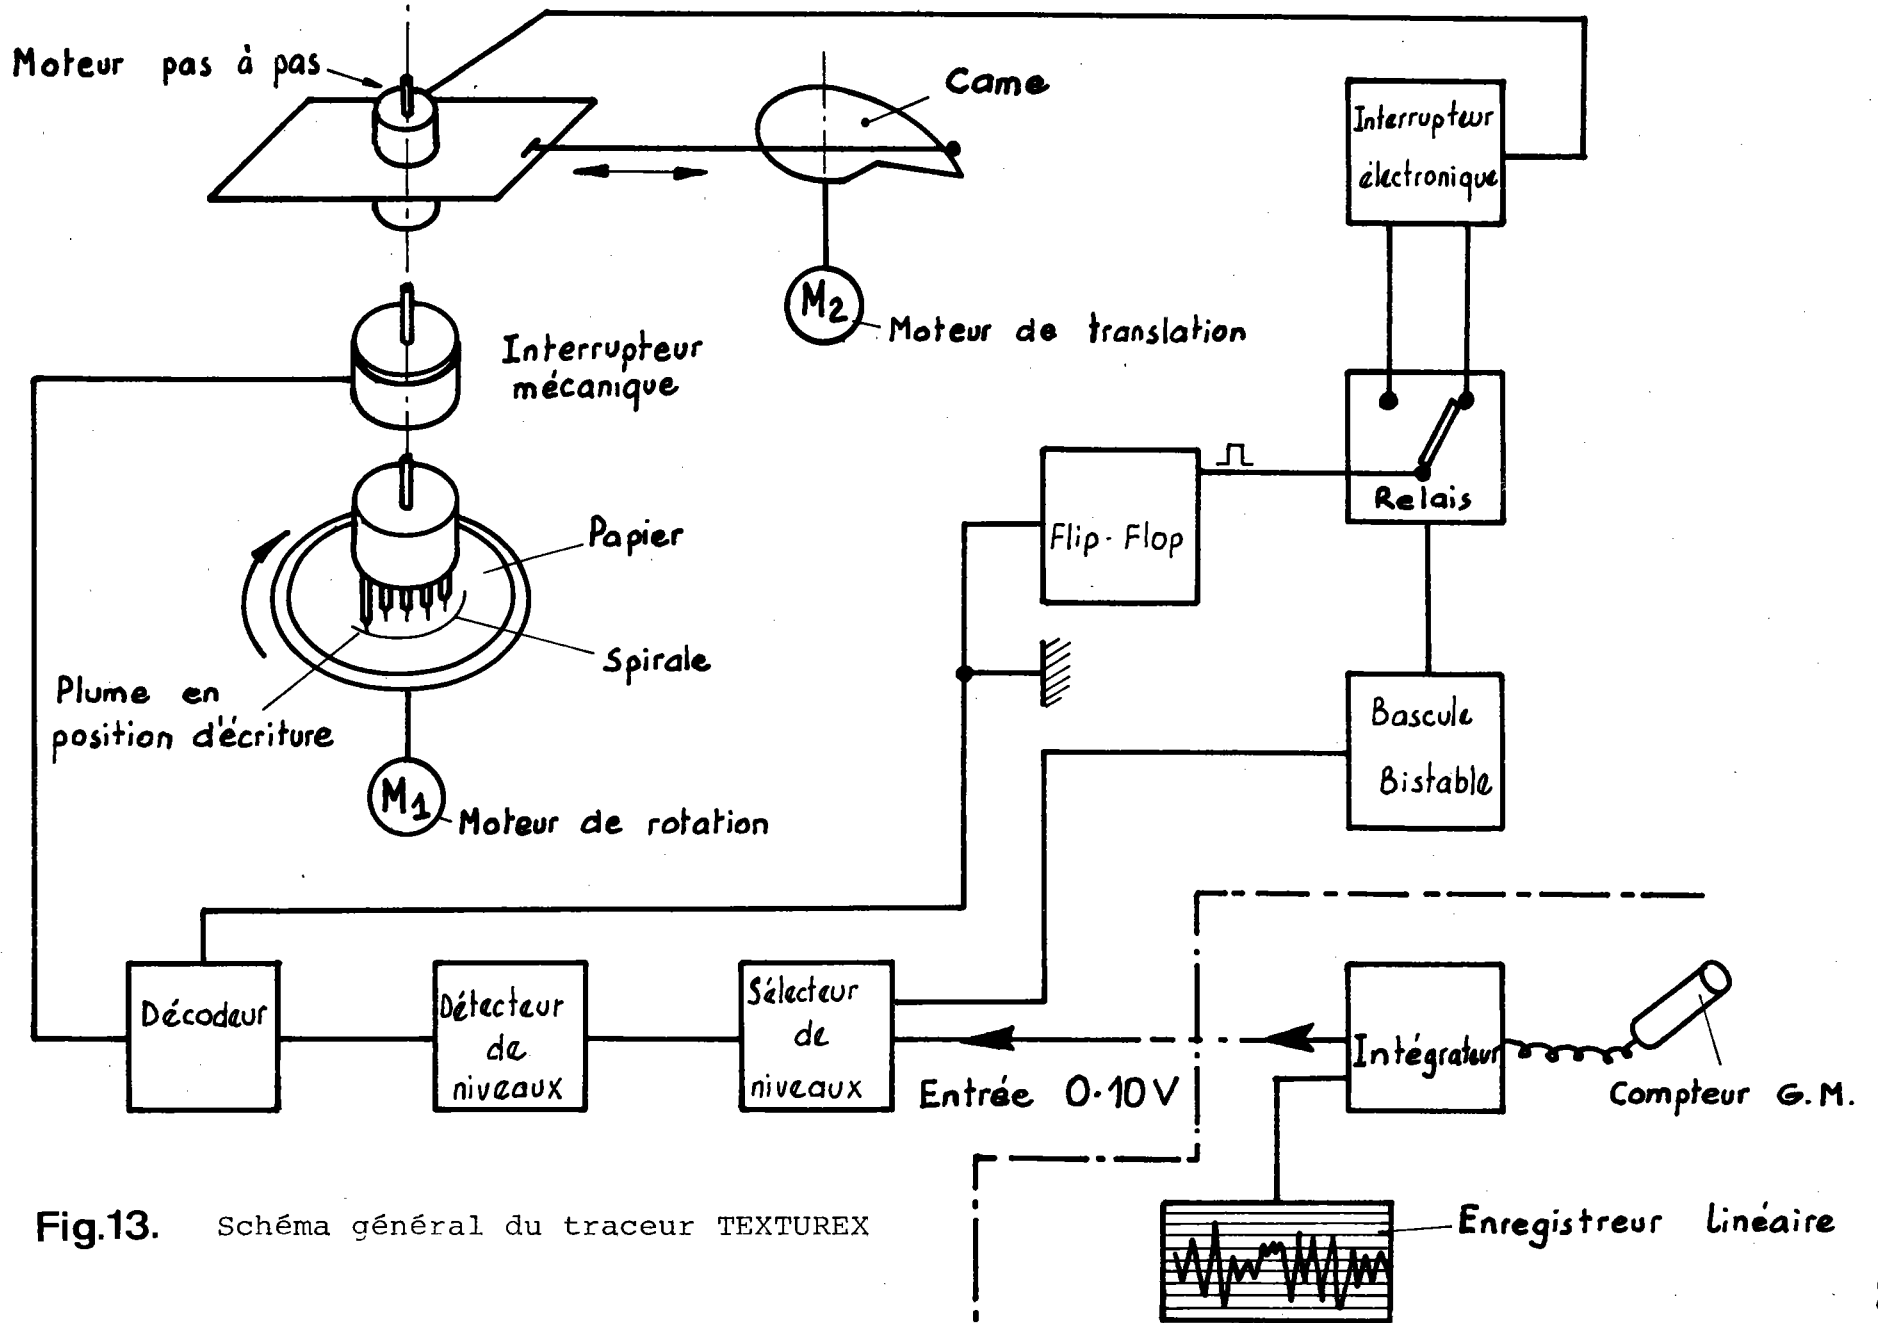 Moteur pas à pas
Came
Interrupteur
électronique
M2
Moteur de translation
Interrupteur
mécanique
Relais
Flip-Flop
Papier
Spirale
Plume en
position d'écriture
M1
Moteur de rotation
Bascule
Bistable
Décodeur
Détecteur
de
niveaux
Sélecteur
de
niveaux
Entrée 0.10V
Intégrateur
Compteur G.M.
Enregistreur linéaire
Fig.13. Schéma général du traceur TEXTUREX